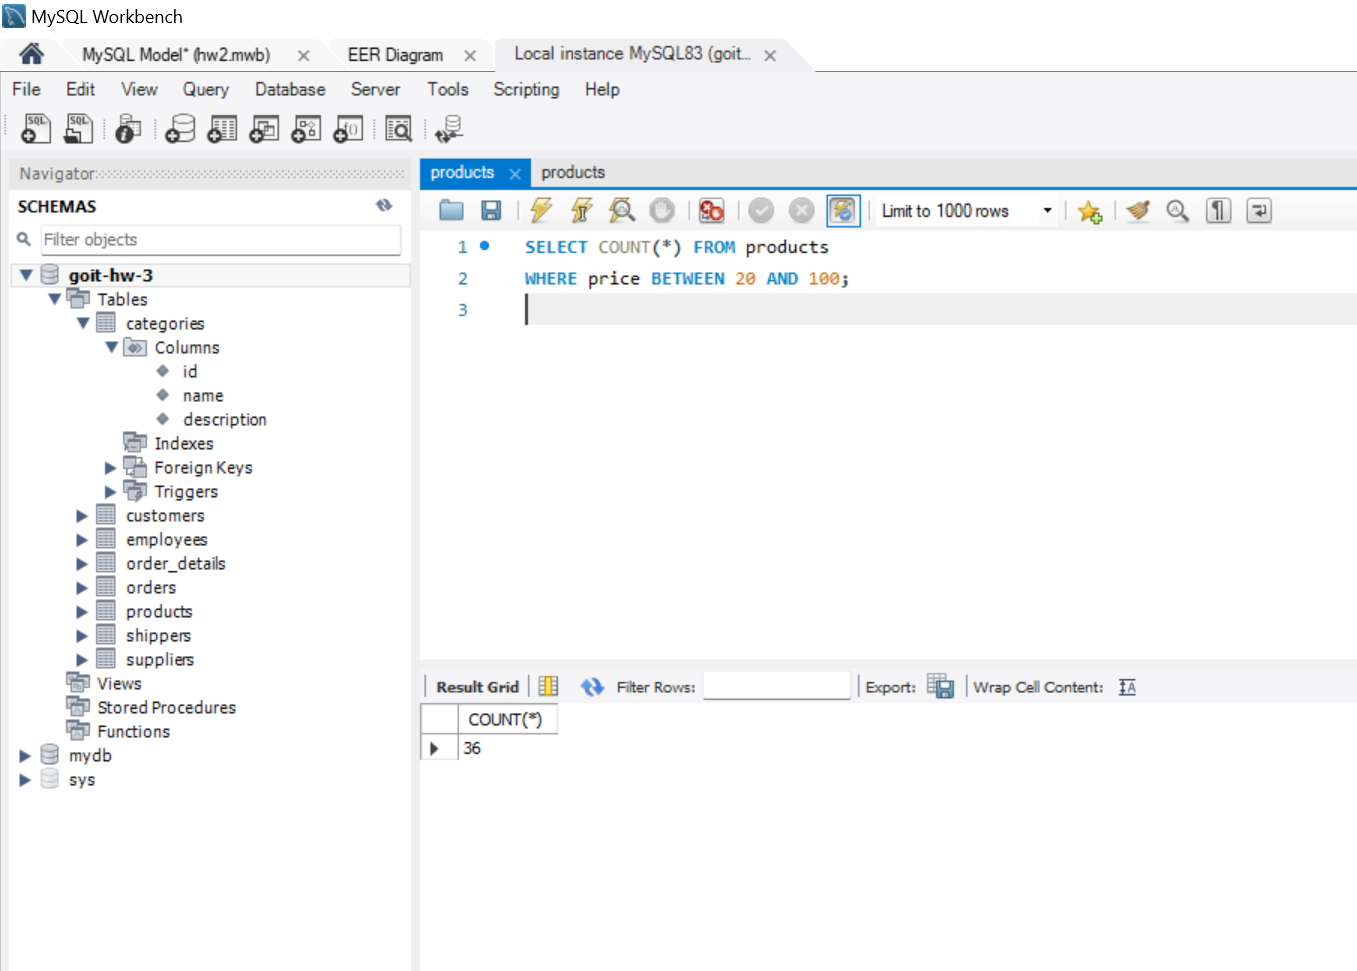 MySQL Workbench
MySQL Model* (hw2.mwb)
EER Diagram
Local instance MySQL83 (goit...
File Edit View Query Database Server Tools Scripting Help
Navigator
SCHEMAS
Filter objects
goit-hw-3
Tables
categories
Columns
id
name
description
Indexes
Foreign Keys
Triggers
customers
employees
order_details
orders
products
shippers
suppliers
Views
Stored Procedures
Functions
mydb
sys
products products
Limit to 1000 rows
1 SELECT COUNT(*) FROM products
2 WHERE price BETWEEN 20 AND 100;
3
Result Grid Filter Rows: Export: Wrap Cell Content:
COUNT(*)
36